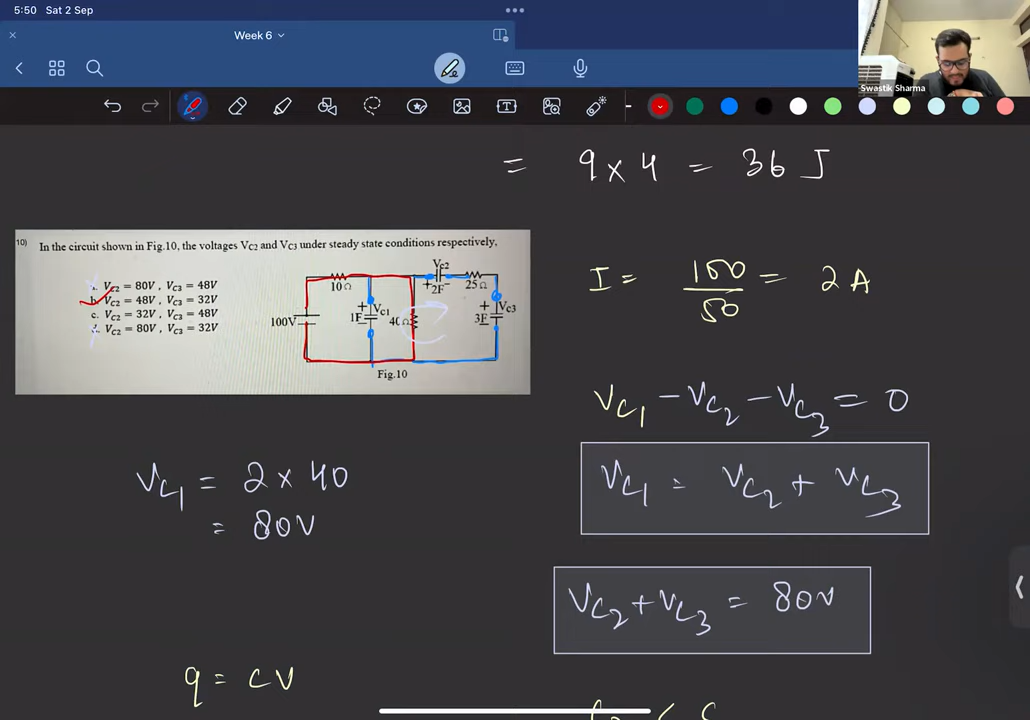 5:50 Sat 2 Sep
Week 6
Swastik Sharma
= 9 x 4 = 36 J
10) In the circuit shown in Fig.10, the voltages VC2 and VC3 under steady state conditions respectively,
a. VC2 = 80V , VC3 = 48V
b. VC2 = 48V , VC3 = 32V
c. VC2 = 32V , VC3 = 48V
d. VC2 = 80V , VC3 = 32V
VC2
10Ω
+2F-
25Ω
100V
1F
+
VC1
40Ω
3F
+
VC3
Fig.10
I = 100/50 = 2 A
VC1 - VC2 - VC3 = 0
VC1 = VC2 + VC3
VC1 = 2 x 40
= 80V
VC2 + VC3 = 80V
q = CV